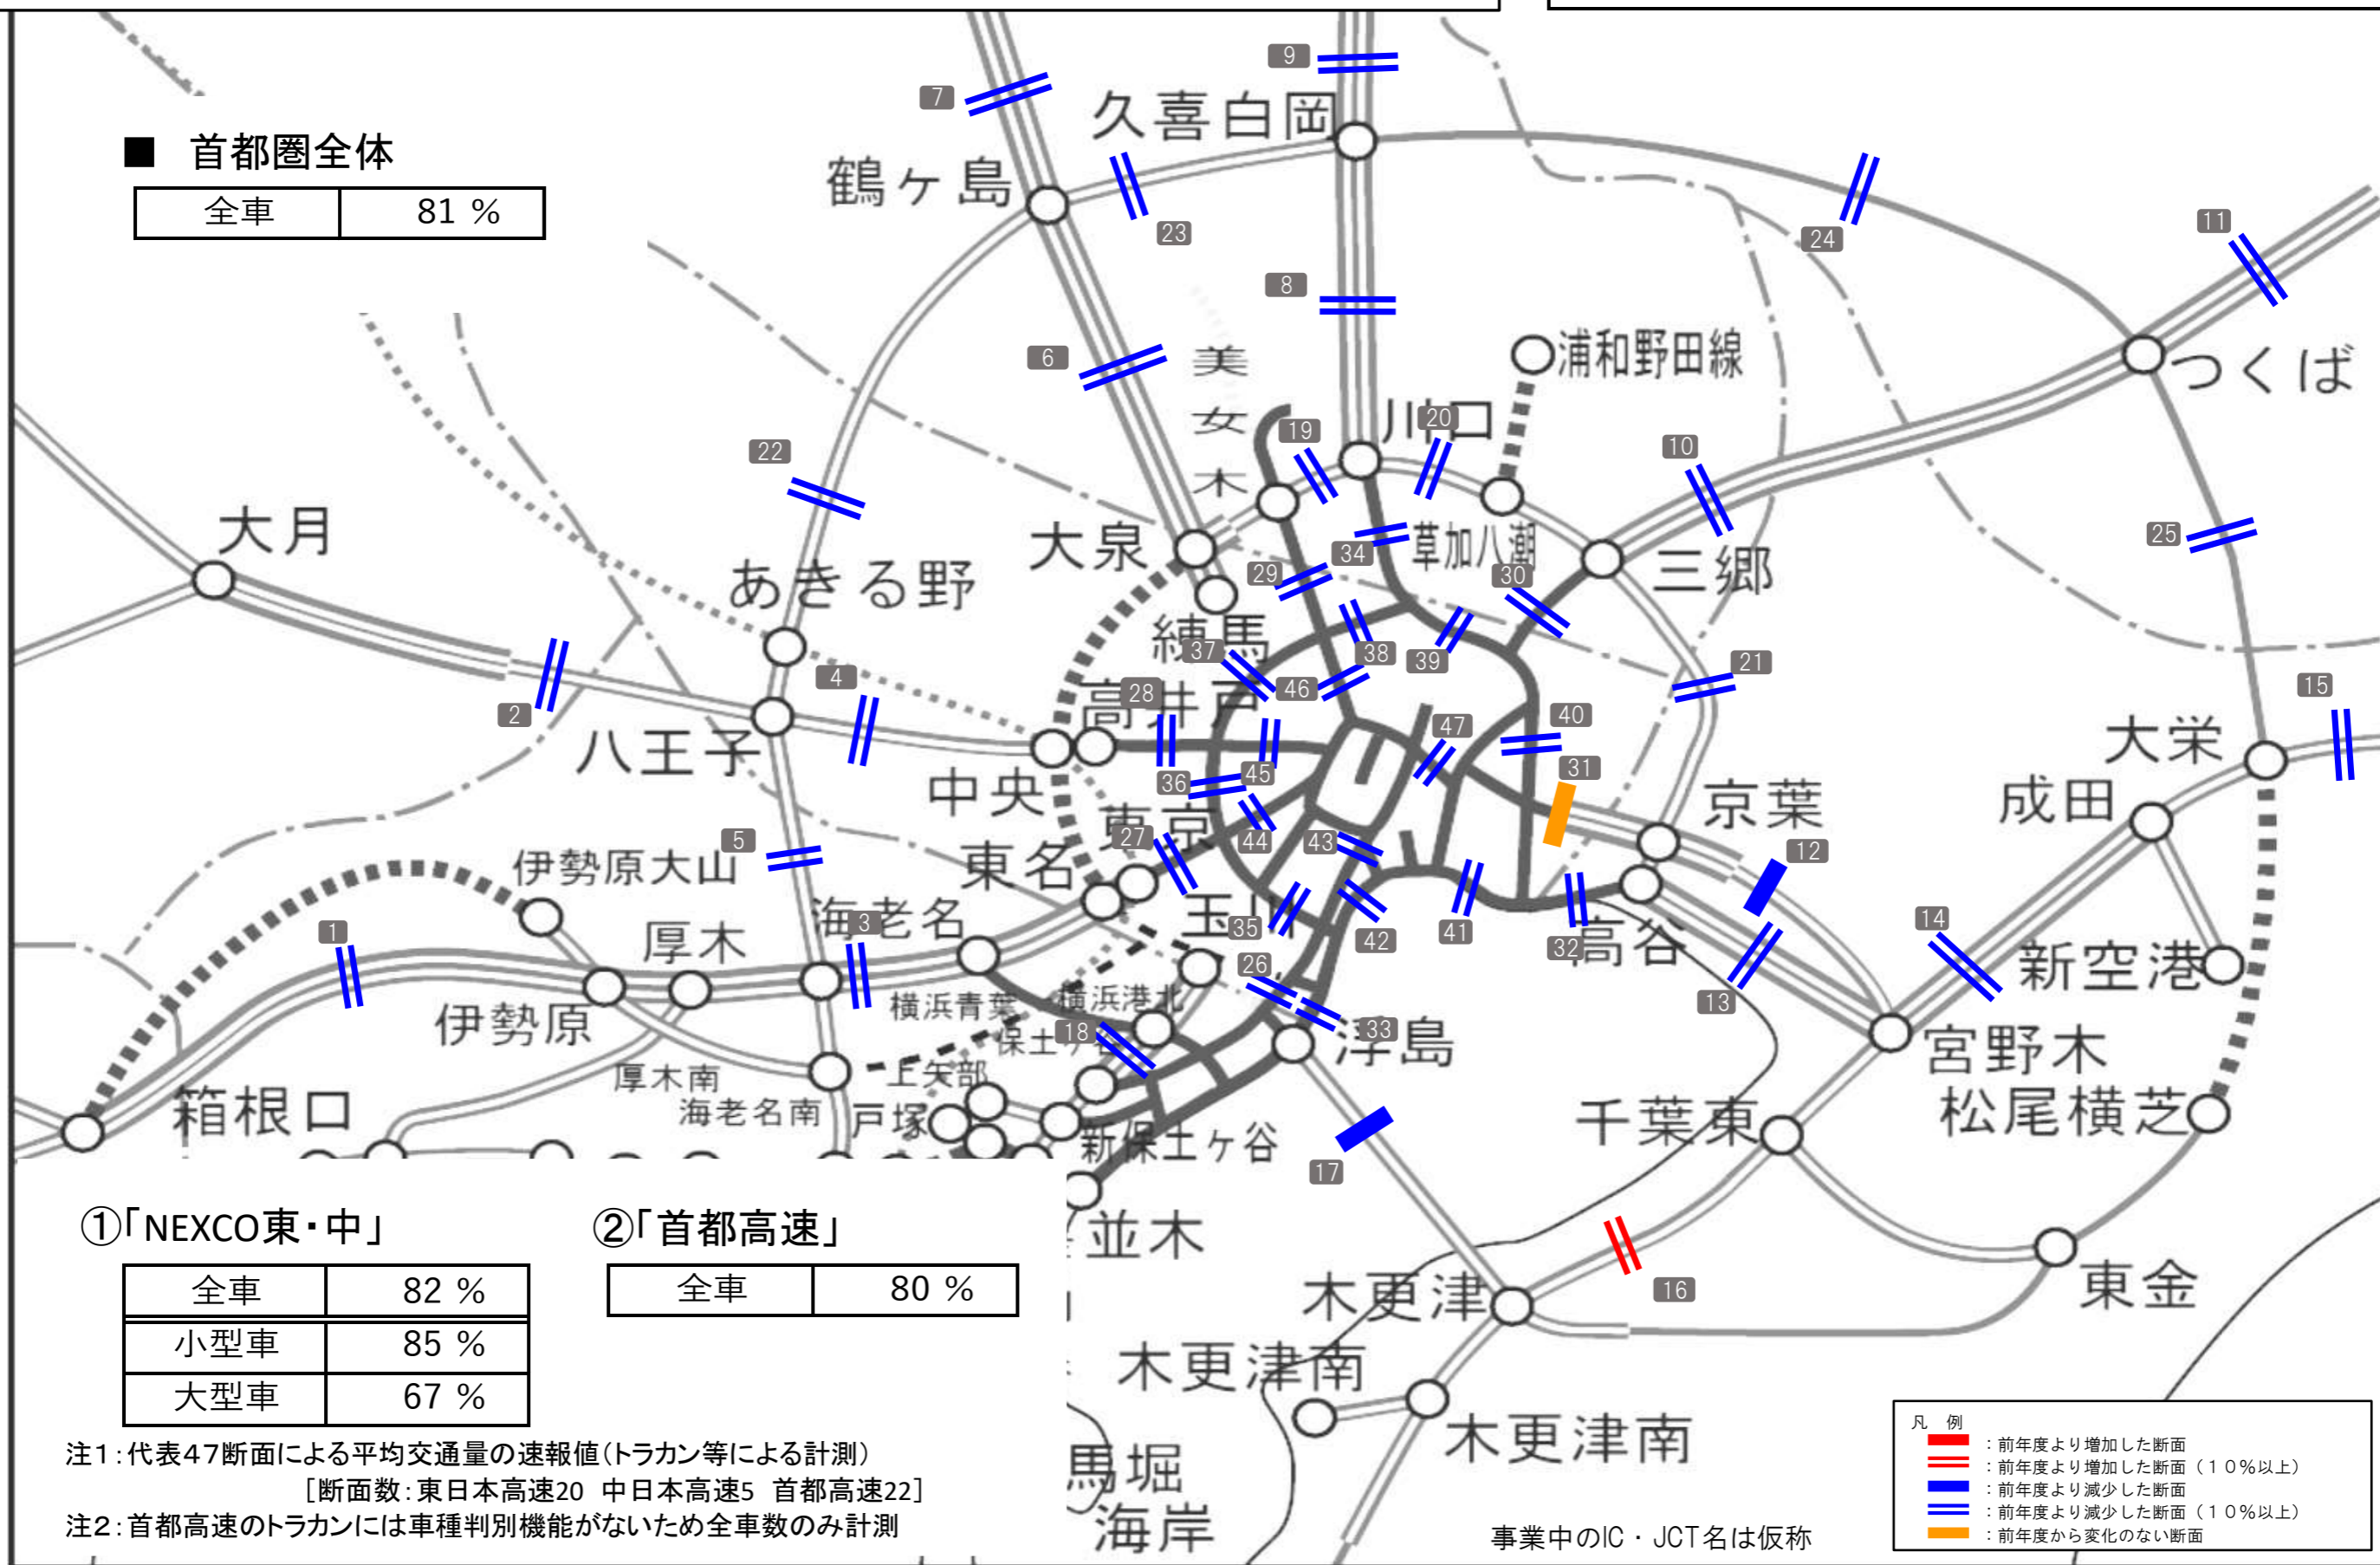 9
7
久喜白岡
■ 首都圏全体
鶴ヶ島
全車 81 %
23
24
11
8
6
美女木
浦和野田線
つくば
川口
20
19
22
10
大月
大泉
34
草加八潮
25
あきる野
29
30
三郷
練馬
37
38
39
21
4
高井戸
28
46
15
2
47
40
八王子
大栄
31
36
45
中央
京葉
成田
5
東京
27
44
43
12
伊勢原大山
東名
1
厚木
海老名
3
玉川
35
42
41
32
14
高谷
新空港
26
13
伊勢原
横浜青葉
横浜港北
18
保土ヶ谷
33
浮島
宮野木
厚木南
上矢部
箱根口
海老名南
戸塚
千葉東
松尾横芝
新保土ヶ谷
17
①「NEXCO東・中」
②「首都高速」
並木
全車 82 %
全車 80 %
木更津
16
東金
小型車 85 %
木更津南
大型車 67 %
木更津南
馬堀
海岸
注1:代表47断面による平均交通量の速報値(トラカン等による計測)
[断面数:東日本高速20 中日本高速5 首都高速22]
注2:首都高速のトラカンには車種判別機能がないため全車数のみ計測
事業中のIC・JCT名は仮称
凡 例
:前年度より増加した断面
:前年度より増加した断面(10%以上)
:前年度より減少した断面
:前年度より減少した断面(10%以上)
:前年度から変化のない断面